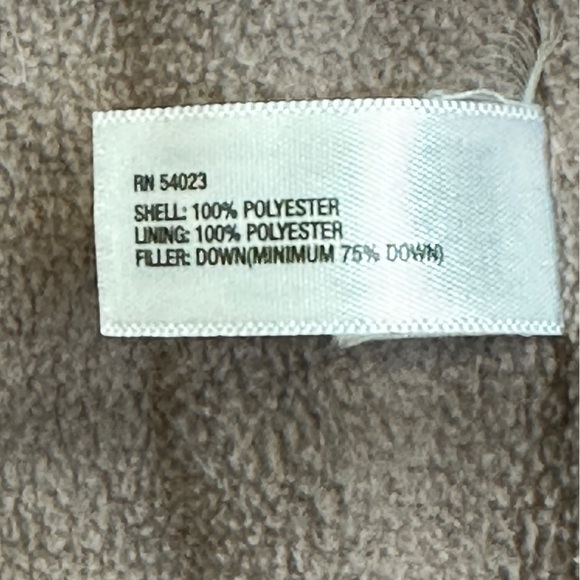 RN 54023
SHELL: 100% POLYESTER
LINING: 100% POLYESTER
FILLER: DOWN(MINIMUM 75% DOWN)